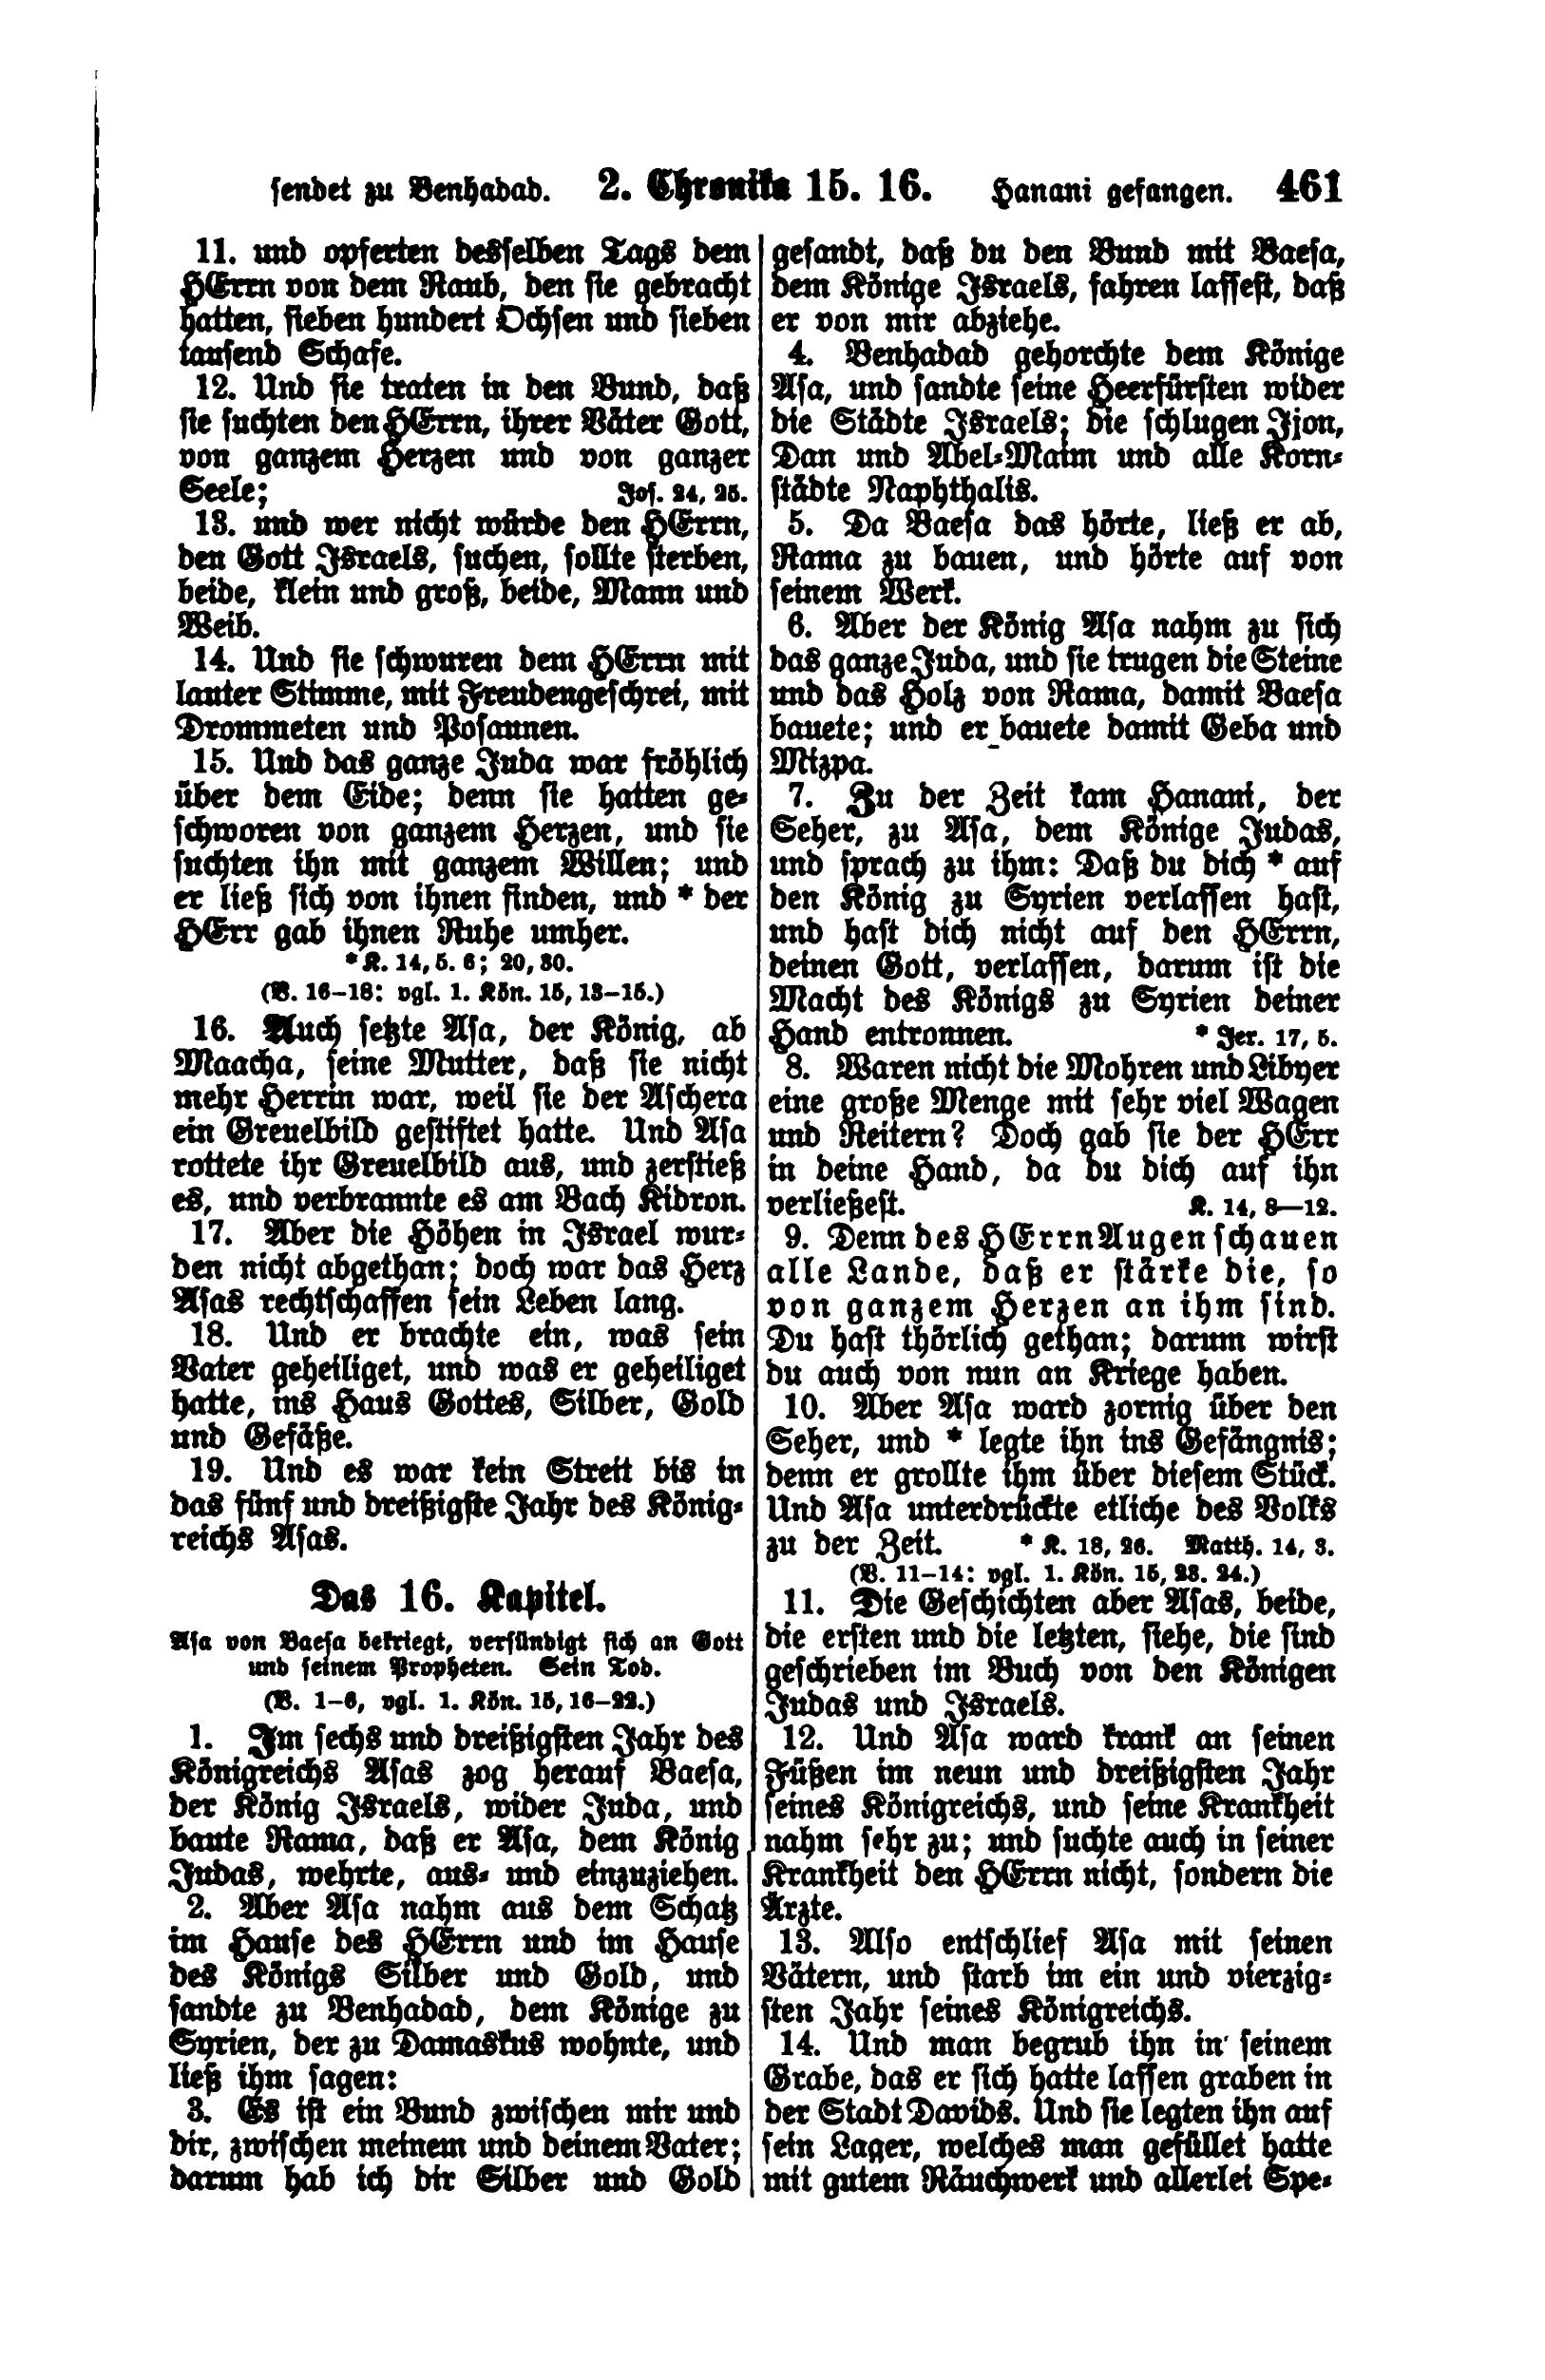 sendet zu Benhadab. 2. Chronika 15. 16. Hanani gefangen. 461
11. und opferten desselben Tags dem
HErrn von dem Raub, den sie gebracht
hatten, sieben hundert Ochsen und sieben
tausend Schafe.
12. Und sie traten in den Bund, daß
sie suchten den HErrn, ihrer Väter Gott,
von ganzem Herzen und von ganzer
Seele; Jos. 24, 25.
13. und wer nicht würde den HErrn,
den Gott Israels, suchen, sollte sterben,
beide, klein und groß, beide, Mann und
Weib.
14. Und sie schwuren dem HErrn mit
lauter Stimme, mit Freudengeschrei, mit
Drommeten und Posaunen.
15. Und das ganze Juda war fröhlich
über dem Eide; denn sie hatten ge-
schworen von ganzem Herzen, und sie
suchten ihn mit ganzem Willen; und
er ließ sich von ihnen finden, und * der
HErr gab ihnen Ruhe umher.
* K. 14, 5. 6; 20, 30.
(V. 16-18: vgl. 1. Kön. 15, 13-15.)
16. Auch setzte Asa, der König, ab
Maacha, seine Mutter, daß sie nicht
mehr Herrin war, weil sie der Aschera
ein Greuelbild gestiftet hatte. Und Asa
rottete ihr Greuelbild aus, und zerstieß
es, und verbrannte es am Bach Kidron.
17. Aber die Höhen in Israel wur-
den nicht abgethan; doch war das Herz
Asas rechtschaffen sein Leben lang.
18. Und er brachte ein, was sein
Vater geheiliget, und was er geheiliget
hatte, ins Haus Gottes, Silber, Gold
und Gefäße.
19. Und es war kein Streit bis in
das fünf und dreißigste Jahr des König-
reichs Asas.
Das 16. Kapitel.
Asa von Baesa bekriegt, versündigt sich an Gott
und seinem Propheten. Sein Tod.
(V. 1-6, vgl. 1. Kön. 15, 16-22.)
1. Im sechs und dreißigsten Jahr des
Königreichs Asas zog herauf Baesa,
der König Israels, wider Juda, und
baute Rama, daß er Asa, dem König
Judas, wehrte, aus- und einzuziehen.
2. Aber Asa nahm aus dem Schatz
im Hause des HErrn und im Hause
des Königs Silber und Gold, und
sandte zu Benhadad, dem Könige zu
Syrien, der zu Damaskus wohnte, und
ließ ihm sagen:
3. Es ist ein Bund zwischen mir und
dir, zwischen meinem und deinem Vater;
darum hab ich dir Silber und Gold
gesandt, daß du den Bund mit Baesa,
dem Könige Israels, fahren lassest, daß
er von mir abziehe.
4. Benhadad gehorchte dem Könige
Asa, und sandte seine Heerfürsten wider
die Städte Israels; die schlugen Ijon,
Dan und Abel-Maim und alle Korn-
städte Naphthalis.
5. Da Baesa das hörte, ließ er ab,
Rama zu bauen, und hörte auf von
seinem Werk.
6. Aber der König Asa nahm zu sich
das ganze Juda, und sie trugen die Steine
und das Holz von Rama, damit Baesa
bauete; und er bauete damit Geba und
Mizpa.
7. Zu der Zeit kam Hanani, der
Seher, zu Asa, dem Könige Judas,
und sprach zu ihm: Daß du dich * auf
den König zu Syrien verlassen hast,
und hast dich nicht auf den HErrn,
deinen Gott, verlassen, darum ist die
Macht des Königs zu Syrien deiner
Hand entronnen. * Jer. 17, 5.
8. Waren nicht die Mohren und Libyer
eine große Menge mit sehr viel Wagen
und Reitern? Doch gab sie der HErr
in deine Hand, da du dich auf ihn
verließest. K. 14, 8—12.
9. Denn des HErrn Augen schauen
alle Lande, daß er stärke die, so
von ganzem Herzen an ihm sind.
Du hast thörlich gethan; darum wirst
du auch von nun an Kriege haben.
10. Aber Asa ward zornig über den
Seher, und * legte ihn ins Gefängnis;
denn er grollte ihm über diesem Stück.
Und Asa unterdrückte etliche des Volks
zu der Zeit. * K. 18, 26. Matth. 14, 3.
(V. 11-14: vgl. 1. Kön. 15, 23. 24.)
11. Die Geschichten aber Asas, beide,
die ersten und die letzten, siehe, die sind
geschrieben im Buch von den Königen
Judas und Israels.
12. Und Asa ward krank an seinen
Füßen im neun und dreißigsten Jahr
seines Königreichs, und seine Krankheit
nahm sehr zu; und suchte auch in seiner
Krankheit den HErrn nicht, sondern die
Ärzte.
13. Also entschlief Asa mit seinen
Vätern, und starb im ein und vierzig-
sten Jahr seines Königreichs.
14. Und man begrub ihn in seinem
Grabe, das er sich hatte lassen graben in
der Stadt Davids. Und sie legten ihn auf
sein Lager, welches man gefüllet hatte
mit gutem Räuchwerk und allerlei Spe-